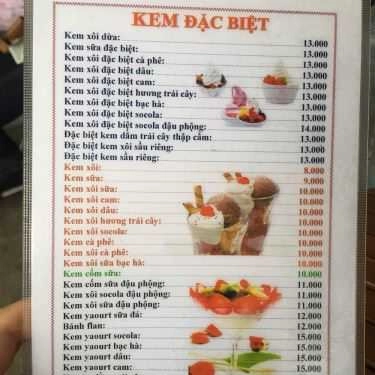 KEM ĐẶC BIỆT
Kem xôi dừa: 13.000
Kem sữa đặc biệt: 13.000
Kem xôi đặc biệt cà phê: 13.000
Kem xôi đặc biệt dâu: 13.000
Kem xôi đặc biệt cam: 13.000
Kem xôi đặc biệt hương trái cây: 13.000
Kem xôi đặc biệt bạc hà: 13.000
Kem xôi đặc biệt socola: 13.000
Kem xôi đặc biệt socola đậu phộng: 14.000
Đặc biệt kem dầm trái cây thập cẩm: 13.000
Đặc biệt kem xôi sầu riêng: 13.000
Đặc biệt kem sầu riêng: 13.000
Kem xôi: 8.000
Kem sữa: 9.000
Kem xôi sữa: 10.000
Kem xôi cam: 10.000
Kem xôi dâu: 10.000
Kem xôi hương trái cây: 10.000
Kem xôi socolu: 10.000
Kem cà phê: 10.000
Kem xôi cà phê: 10.000
Kem xôi sữa bạc hà: 10.000
Kem cốm sữa: 10.000
Kem cốm sữa đậu phộng: 11.000
Kem xôi socola đậu phộng: 11.000
Kem xôi sữa đậu phộng: 11.000
Kem yaourt sữa đá: 12.000
Bánh flan: 12.000
Kem yaourt socola: 15.000
Kem yaourt bạc hà: 15.000
Kem yaourt dâu: 15.000
Kem yaourt cam: 15.000